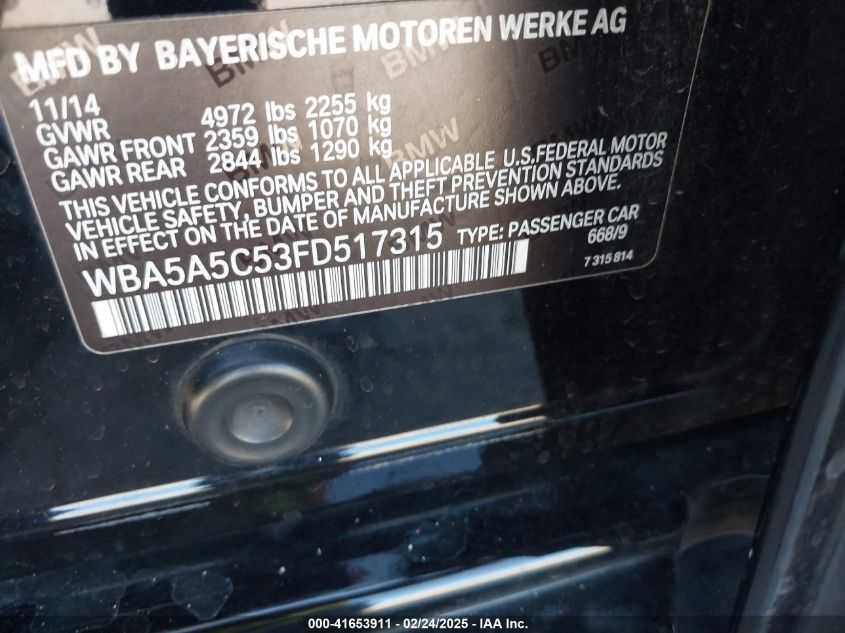 MFD BY BAYERISCHE MOTOREN WERKE AG
11/14
GVWR 4972 lbs 2255 kg
GAWR FRONT 2359 lbs 1070 kg
GAWR REAR 2844 lbs 1290 kg
THIS VEHICLE CONFORMS TO ALL APPLICABLE U.S.FEDERAL MOTOR
VEHICLE SAFETY, BUMPER AND THEFT PREVENTION STANDARDS
IN EFFECT ON THE DATE OF MANUFACTURE SHOWN ABOVE.
WBA5A5C53FD517315 TYPE: PASSENGER CAR
668/9
7 315 814
000-41653911 - 02/24/2025 - IAA Inc.